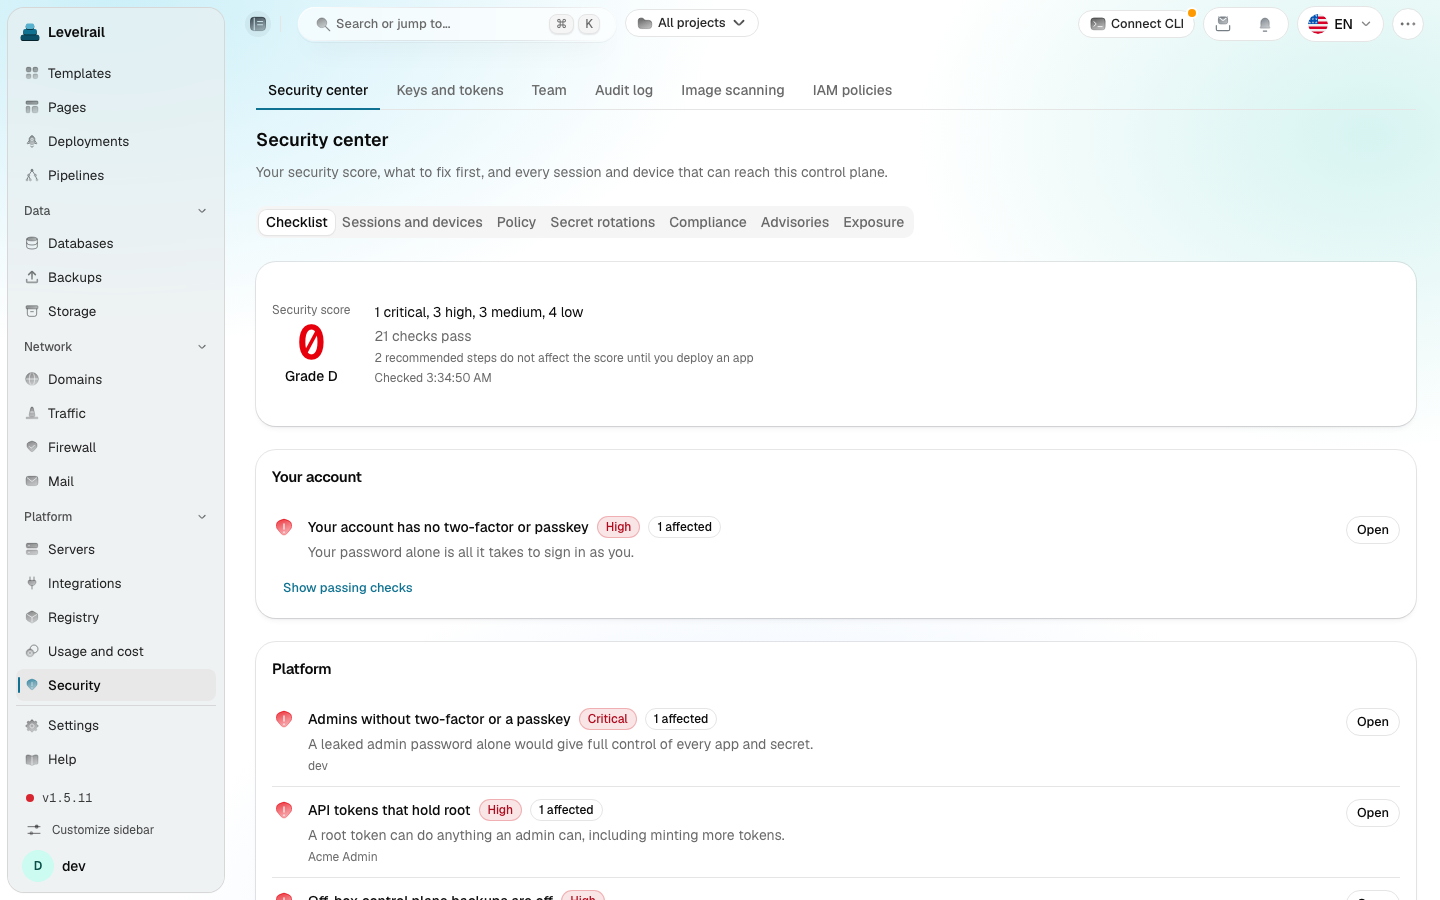 Levelrail
Search or jump to...
⌘ K
All projects
Connect CLI
EN
Templates
Pages
Deployments
Pipelines
Data
Databases
Backups
Storage
Network
Domains
Traffic
Firewall
Mail
Platform
Servers
Integrations
Registry
Usage and cost
Security
Settings
Help
v1.5.11
Customize sidebar
D dev
Security center
Keys and tokens
Team
Audit log
Image scanning
IAM policies
Security center
Your security score, what to fix first, and every session and device that can reach this control plane.
Checklist
Sessions and devices
Policy
Secret rotations
Compliance
Advisories
Exposure
Security score
0
Grade D
1 critical, 3 high, 3 medium, 4 low
21 checks pass
2 recommended steps do not affect the score until you deploy an app
Checked 3:34:50 AM
Your account
Your account has no two-factor or passkey High 1 affected Open
Your password alone is all it takes to sign in as you.
Show passing checks
Platform
Admins without two-factor or a passkey Critical 1 affected Open
A leaked admin password alone would give full control of every app and secret.
dev
API tokens that hold root High 1 affected Open
A root token can do anything an admin can, including minting more tokens.
Acme Admin
Off-box control plane backups are off High